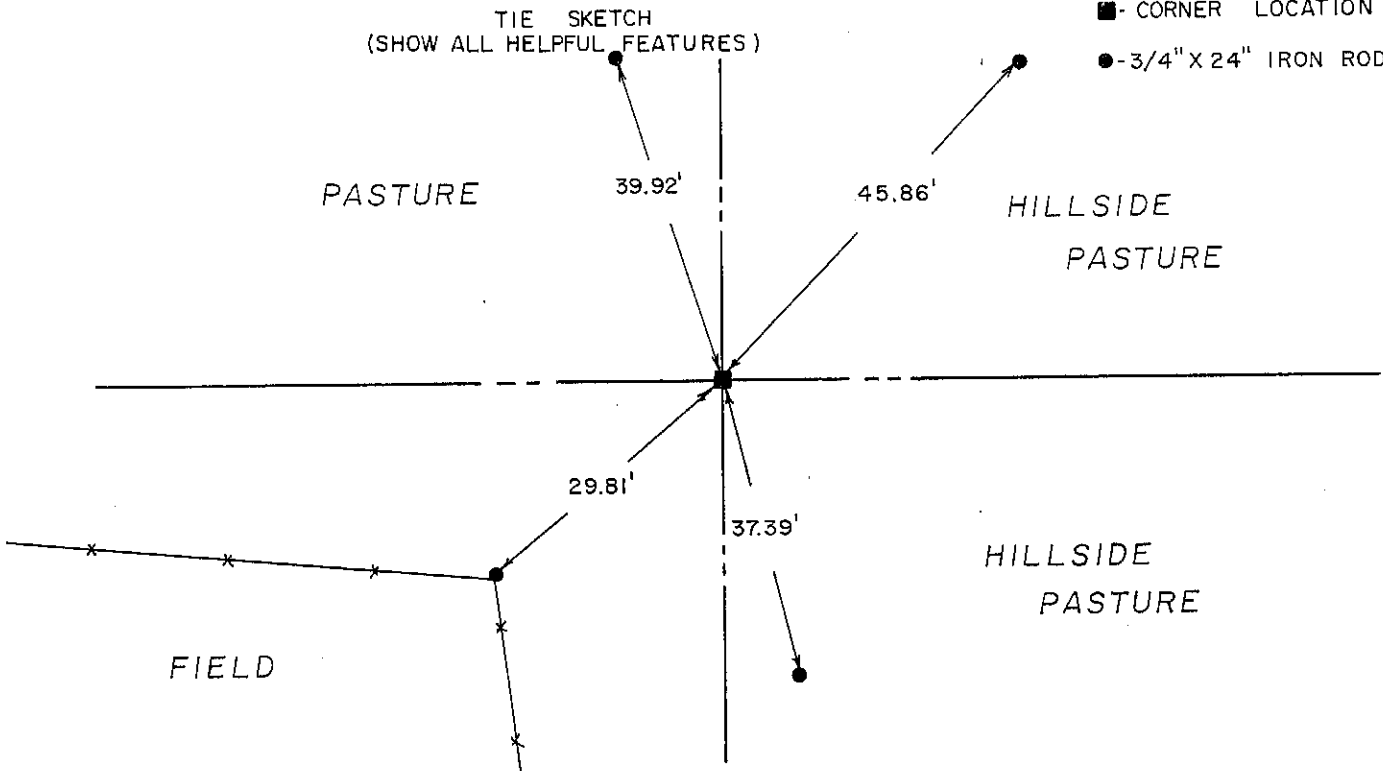 TIE SKETCH
(SHOW ALL HELPFUL FEATURES)
■- CORNER LOCATION
●-3/4" X 24" IRON ROD
PASTURE
39.92'
45.86'
HILLSIDE
PASTURE
29.81'
37.39'
HILLSIDE
PASTURE
FIELD